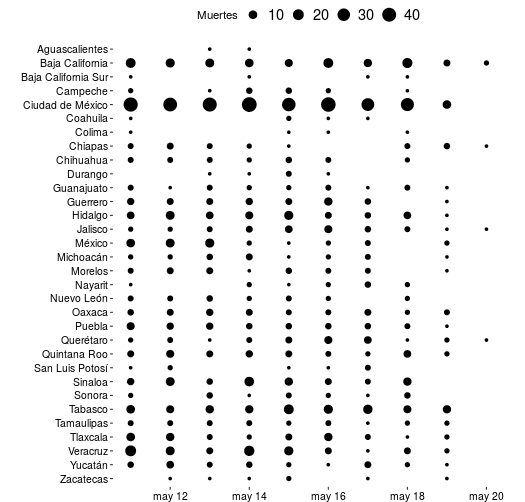 Muertes 10 20 30 40
Aguascalientes
Baja California
Baja California Sur
Campeche
Ciudad de México
Coahuila
Colima
Chiapas
Chihuahua
Durango
Guanajuato
Guerrero
Hidalgo
Jalisco
México
Michoacán
Morelos
Nayarit
Nuevo León
Oaxaca
Puebla
Querétaro
Quintana Roo
San Luis Potosí
Sinaloa
Sonora
Tabasco
Tamaulipas
Tlaxcala
Veracruz
Yucatán
Zacatecas
may 12 may 14 may 16 may 18 may 20